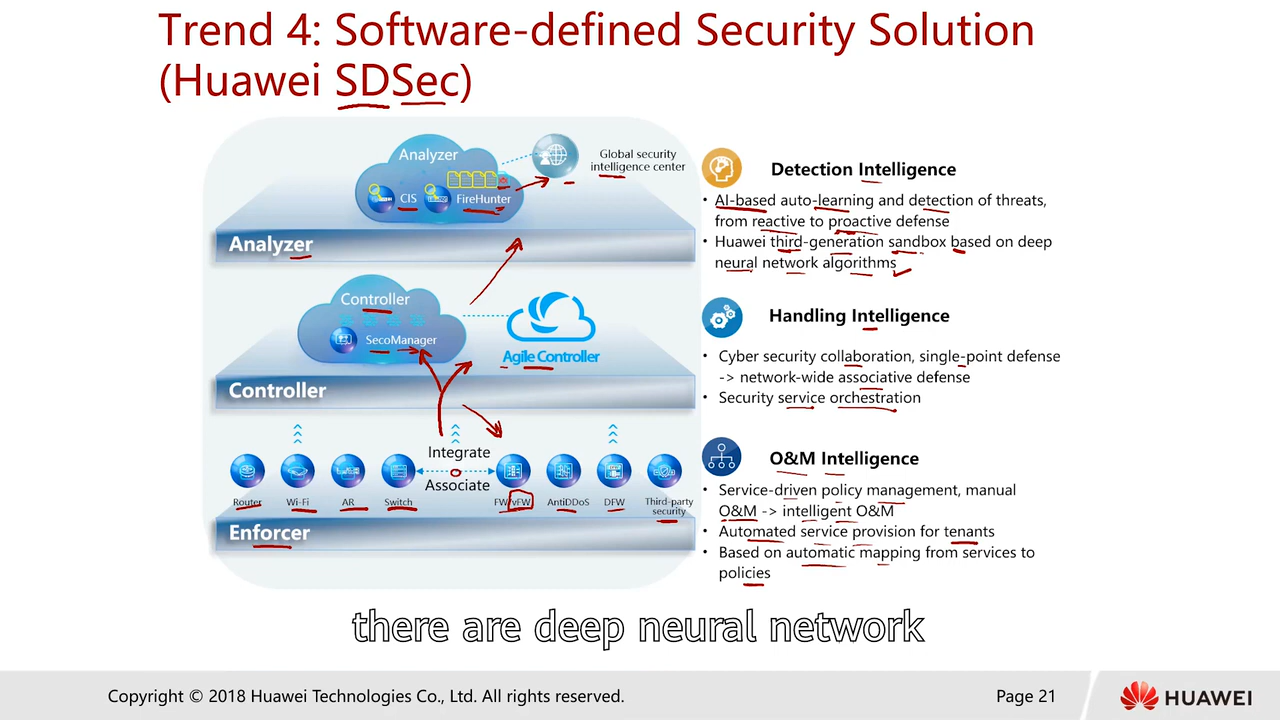 Trend 4: Software-defined Security Solution
(Huawei SDSec)
Analyzer
CIS
FireHunter
Global security
intelligence center
Analyzer
Controller
SecoManager
Agile Controller
Controller
Integrate
Associate
Router
Wi-Fi
AR
Switch
FW/vFW
AntiDDoS
DFW
Third-party
security
Enforcer
Detection Intelligence
• AI-based auto-learning and detection of threats,
from reactive to proactive defense
• Huawei third-generation sandbox based on deep
neural network algorithms
Handling Intelligence
• Cyber security collaboration, single-point defense
-> network-wide associative defense
• Security service orchestration
O&M Intelligence
• Service-driven policy management, manual
O&M -> intelligent O&M
• Automated service provision for tenants
• Based on automatic mapping from services to
policies
there are deep neural network
Copyright © 2018 Huawei Technologies Co., Ltd. All rights reserved.
Page 21
HUAWEI